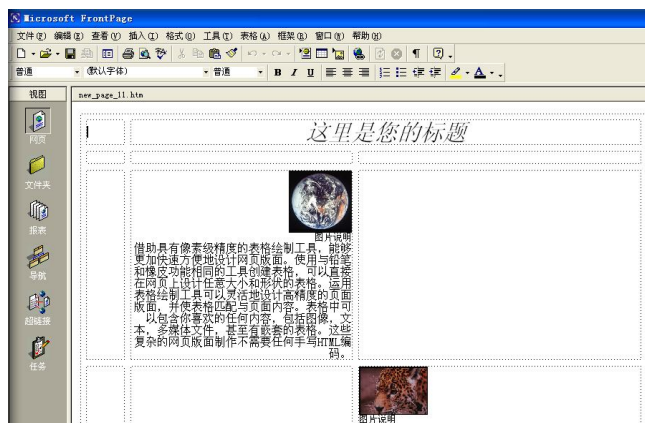 Microsoft FrontPage
文件(F) 编辑(E) 查看(V) 插入(I) 格式(O) 工具(T) 表格(A) 框架(R) 窗口(W) 帮助(H)
普通 (默认字体) 普通 B I U
视图 new_page_11.htm
网页
文件夹
报表
导航
超链接
任务
这里是您的标题
图片说明
借助具有像素级精度的表格绘制工具，能够
更加快速方便地设计网页版面。使用与铅笔
和橡皮功能相同的工具创建表格，可以直接
在网页上设计任意大小和形状的表格。运用
表格绘制工具可以灵活地设计高精度的页面
版面，并使表格匹配与页面内容。表格中可
以包含你喜欢的任何内容，包括图像，文
本，多媒体文件，甚至有嵌套的表格。这些
复杂的网页版面制作不需要任何手写HTML编
码。
图片说明